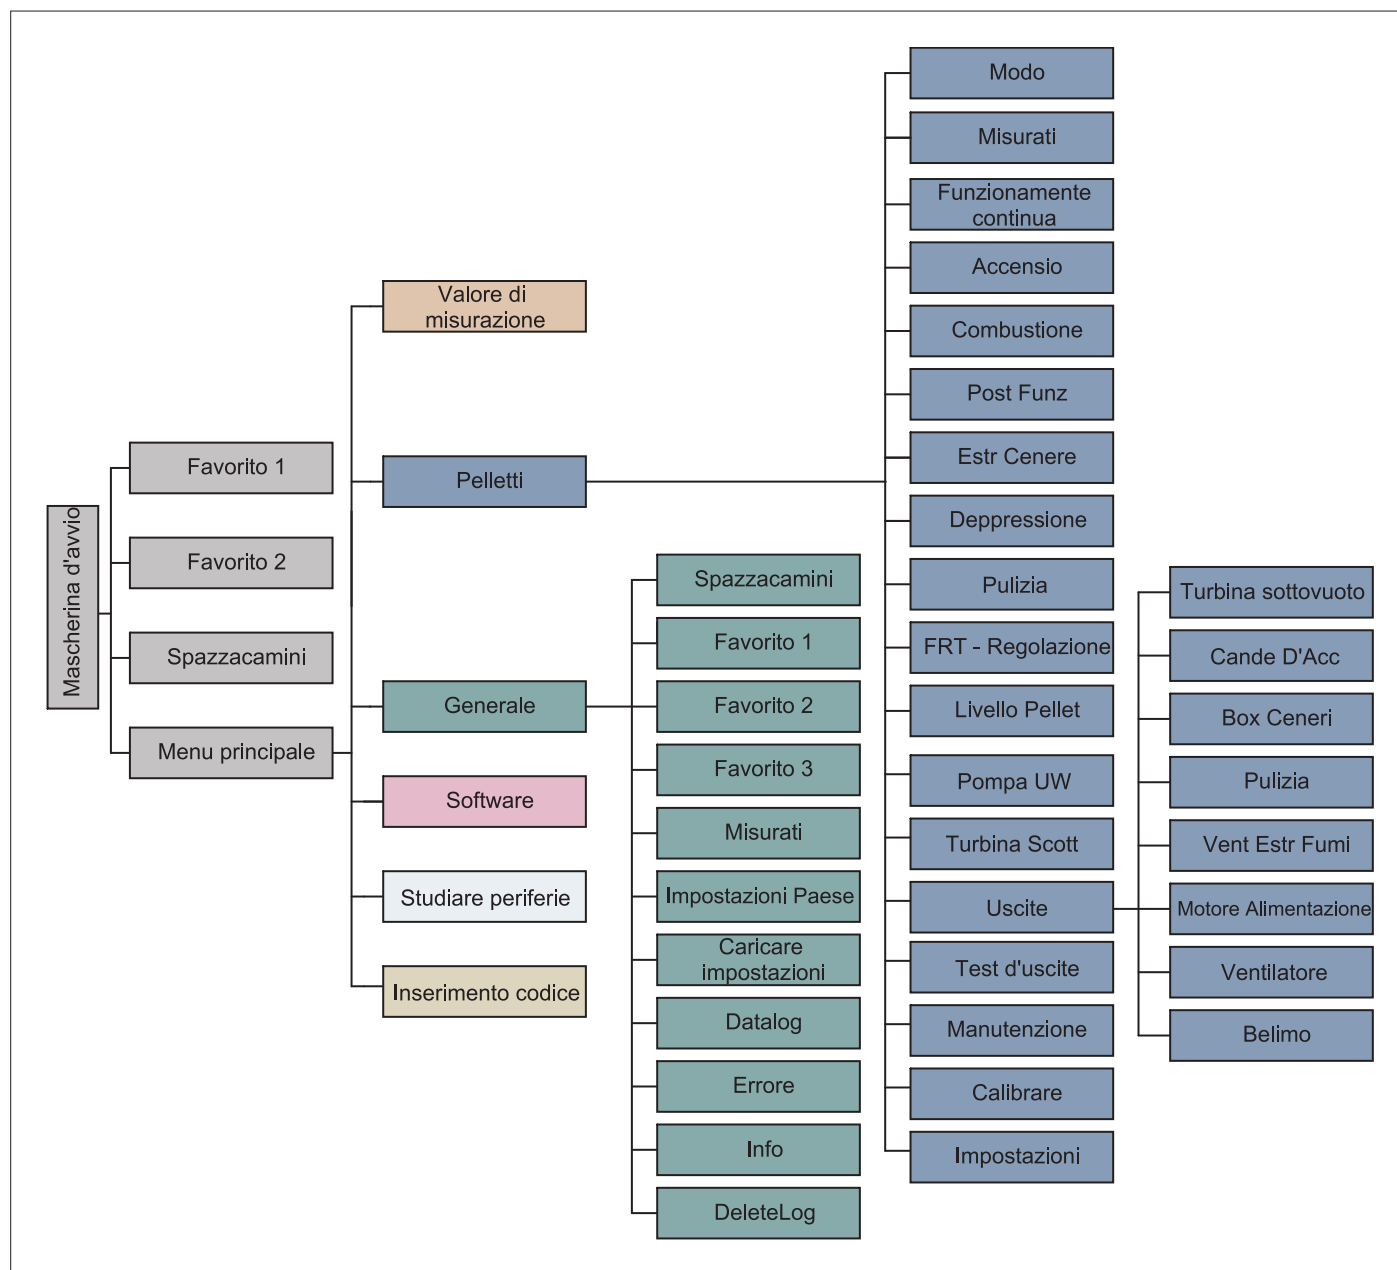 Mascherina d'avvio
Favorito 1
Favorito 2
Spazzacamini
Menu principale
Valore di
misurazione
Pelletti
Generale
Software
Studiare periferie
Inserimento codice
Spazzacamini
Favorito 1
Favorito 2
Favorito 3
Misurati
Impostazioni Paese
Caricare
impostazioni
Datalog
Errore
Info
DeleteLog
Modo
Misurati
Funzionamente
continua
Accensio
Combustione
Post Funz
Estr Cenere
Deppressione
Pulizia
FRT - Regolazione
Livello Pellet
Pompa UW
Turbina Scott
Uscite
Test d'uscite
Manutenzione
Calibrare
Impostazioni
Turbina sottovuoto
Cande D'Acc
Box Ceneri
Pulizia
Vent Estr Fumi
Motore Alimentazione
Ventilatore
Belimo